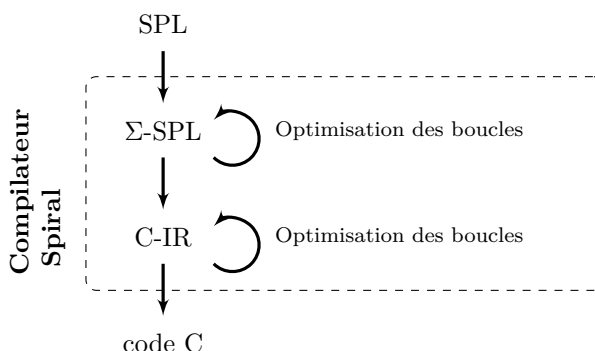 SPL
Compilateur
Spiral
Σ-SPL
Optimisation des boucles
C-IR
Optimisation des boucles
code C